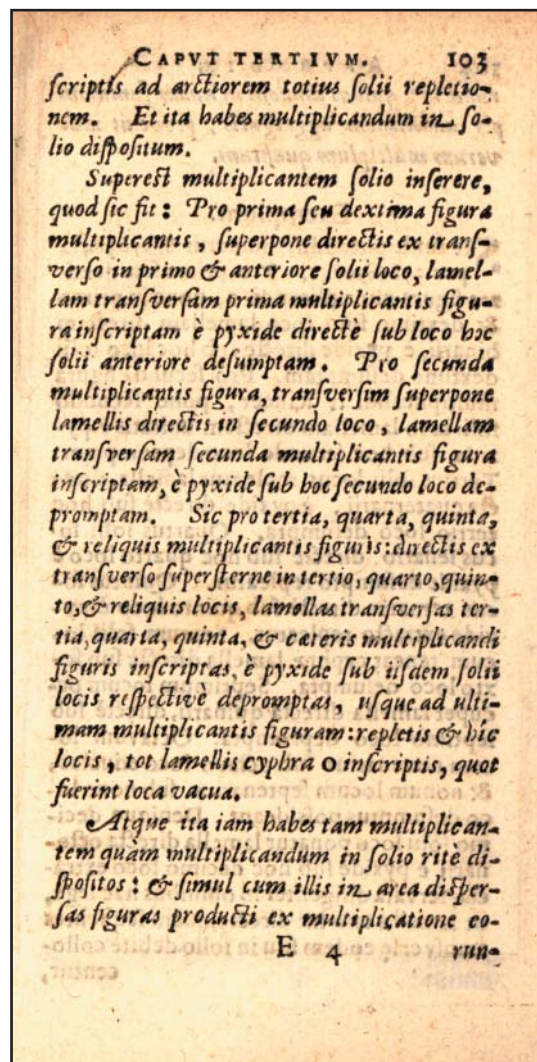 CAPVT TERTIVM. 103
ſcriptis ad arctiorem totius ſolii repletio-
nem. Et ita habes multiplicandum in ſo-
lio diſpoſitum.
Supereſt multiplicantem ſolio inſerere,
quod ſic fit: Pro prima ſeu dextima figura
multiplicantis, ſuperpone directis ex tranſ-
verſo in primo & anteriore ſolii loco, lamel-
lam tranſverſam prima multiplicantis figu-
ra inſcriptam è pyxide directè ſub loco hoc
ſolii anteriore deſumptam. Pro ſecunda
multiplicantis figura, tranſverſim ſuperpone
lamellis directis in ſecundo loco, lamellam
tranſverſam ſecunda multiplicantis figura
inſcriptam, è pyxide ſub hoc ſecundo loco de-
promptam. Sic pro tertia, quarta, quinta,
& reliquis multiplicantis figuris: directis ex
tranſverſo ſuperſterne in tertio, quarto, quin-
to, & reliquis locis, lamellas tranſverſas ter-
tia, quarta, quinta, & cæteris multiplicandi
figuris inſcriptas, è pyxide ſub iiſdem ſolii
locis reſpectivè depromptas, uſque ad ulti-
mam multiplicantis figuram: repletis & hîc
locis, tot lamellis cyphra 0 inſcriptis, quot
fuerint loca vacua.
Atque ita iam habes tam multiplican-
tem quàm multiplicandum in ſolio ritè di-
ſpoſitos: & ſimul cum illis in area diſper-
ſas figuras producti ex multiplicatione eo-
E 4 run-